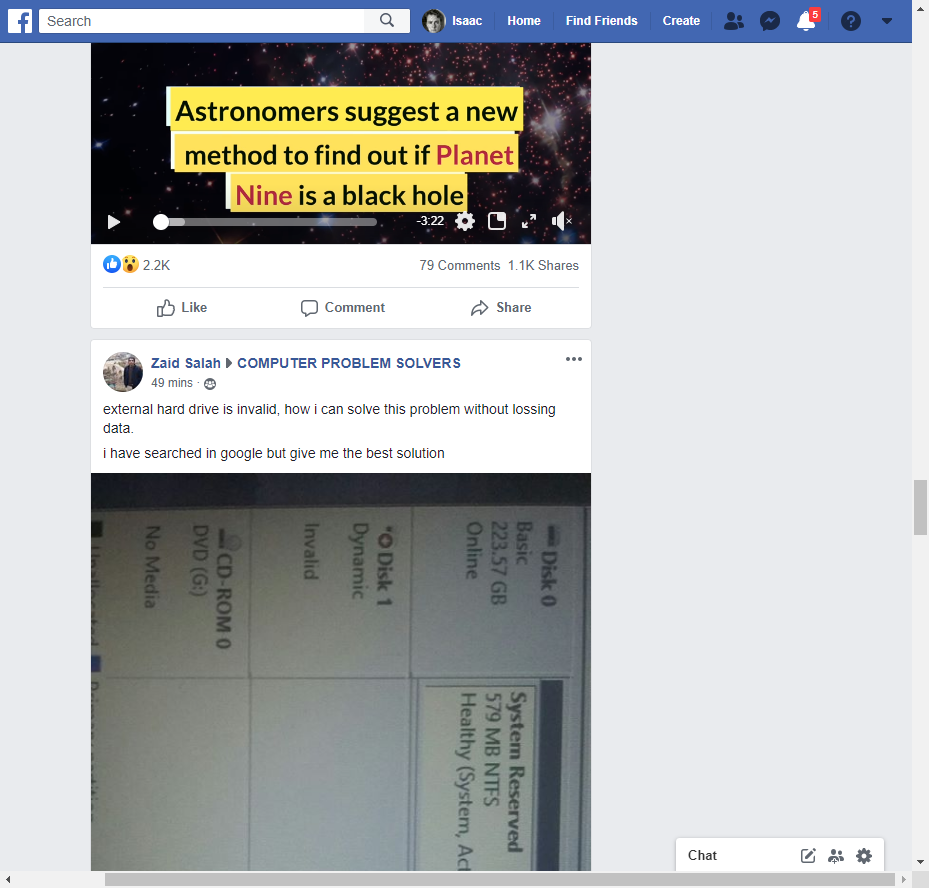 f
Search
Isaac
Home
Find Friends
Create
5
?
Astronomers suggest a new
method to find out if Planet
Nine is a black hole
-3:22
2.2K
79 Comments 1.1K Shares
Like
Comment
Share
Zaid Salah COMPUTER PROBLEM SOLVERS
49 mins ·
external hard drive is invalid, how i can solve this problem without lossing
data.
i have searched in google but give me the best solution
Disk 0
Basic
223.57 GB
Online
System Reserved
579 MB NTFS
Healthy (System, Act
Disk 1
Dynamic
Invalid
CD-ROM 0
DVD (G:)
No Media
Chat